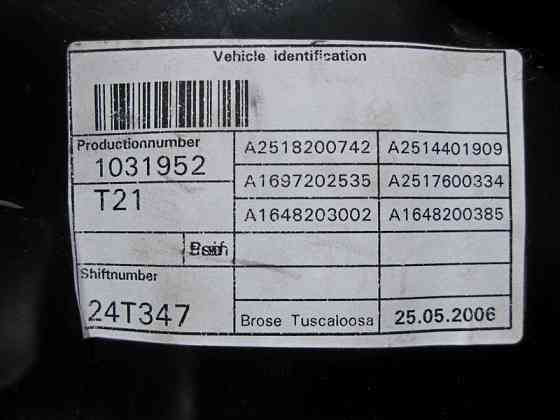 Vehicle identification
Productionnumber
1031952
T21
A2518200742 A2514401909
A1697202535 A2517600334
A1648203002 A1648200385
Shiftnumber
24T347
Brose Tuscaloosa 25.05.2006